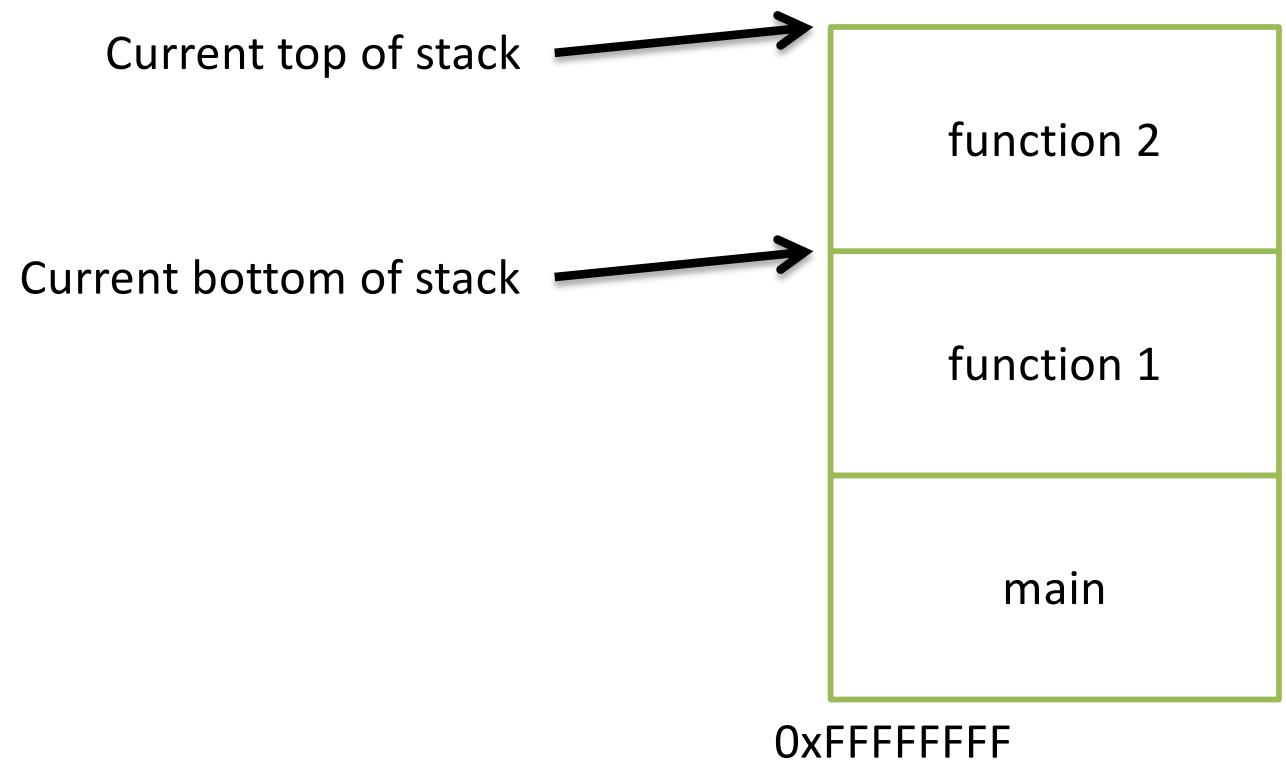 Current top of stack
function 2
Current bottom of stack
function 1
main
0xFFFFFFFF